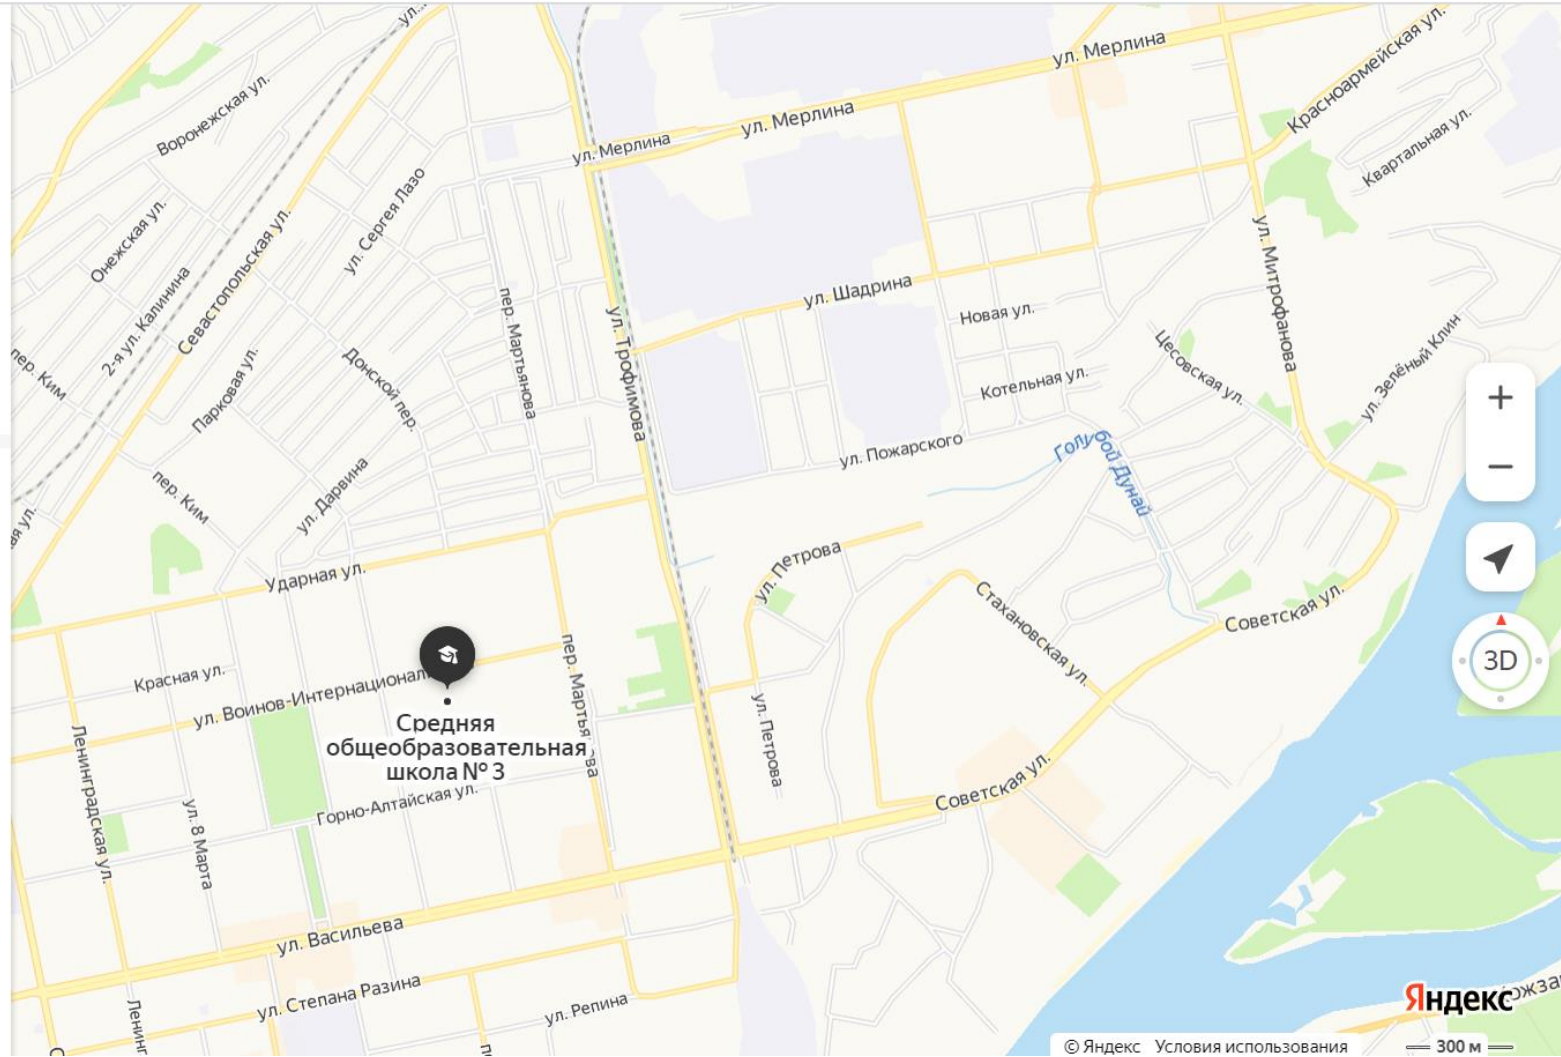 ул. Мерлина
Красноармейская ул.
Воронежская ул.
ул. Мерлина
ул. Мерлина
Квартальная ул.
ул. Сергея Лазо
Онежская ул.
Севастопольская ул.
ул. Митрофанова
2-я ул. Калинина
ул. Шадрина
Новая ул.
пер. Мартьянова
ул. Трофимова
пер. Ким
Парковая ул.
Донской пер.
Цесовская ул.
ул. Зелёный Клин
Котельная ул.
ул. Пожарского
Голубой Дунай
пер. Ким
ул. Дарвина
ул. Петрова
Ударная ул.
Стахановская ул.
Советская ул.
3D
Красная ул.
ул. Воинов-Интернационали
пер. Мартьянова
Средняя
общеобразовательная
школа № 3
ул. Петрова
Ленинградская ул.
ул. 8 Марта
Горно-Алтайская ул.
Советская ул.
ул. Васильева
ул. Степана Разина
ул. Репина
Яндекс
© Яндекс Условия использования 300 м